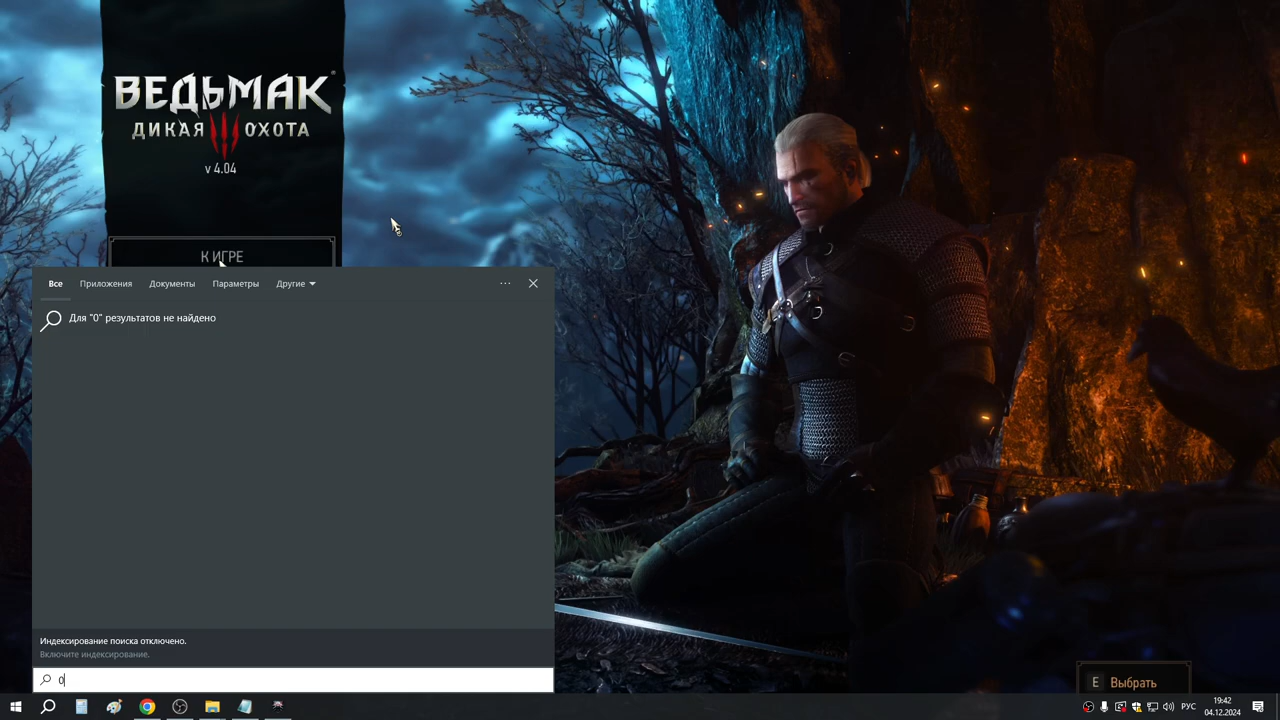 ВЕДЬМАК
ДИКАЯ III ОХОТА
v 4.04
К ИГРЕ
Все Приложения Документы Параметры Другие
Для "0" результатов не найдено
Индексирование поиска отключено.
Включите индексирование.
0
E Выбрать
РУС
19:42
04.12.2024